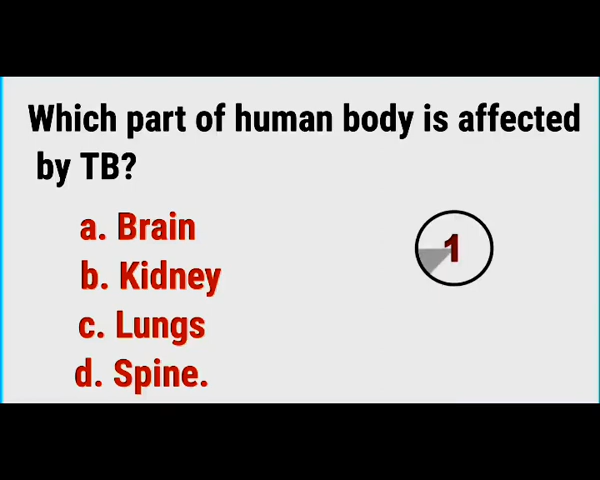 Which part of human body is affected
by TB?
a. Brain
b. Kidney
1
c. Lungs
d. Spine.